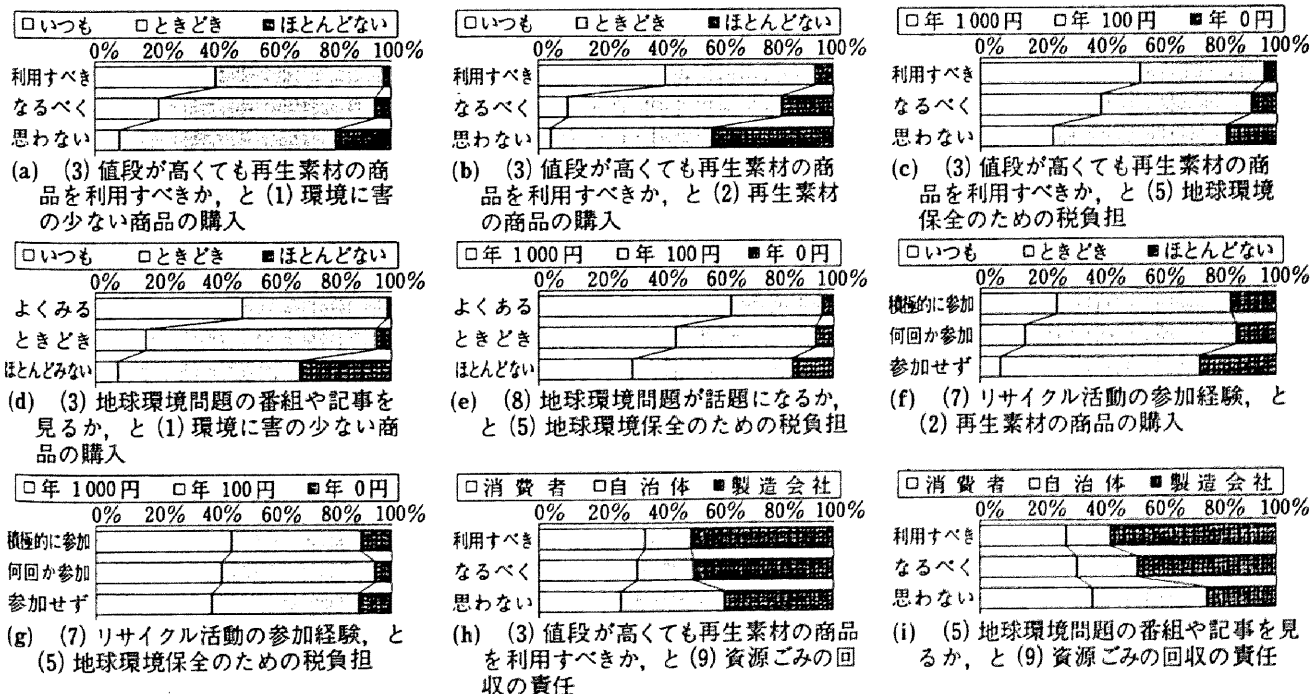 □いつも □ときどき ■ほとんどない
0% 20% 40% 60% 80% 100%
利用すべき
なるべく
思わない
(a) (3) 値段が高くても再生素材の商
品を利用すべきか，と (1) 環境に害
の少ない商品の購入
□いつも □ときどき ■ほとんどない
0% 20% 40% 60% 80% 100%
利用すべき
なるべく
思わない
(b) (3) 値段が高くても再生素材の商
品を利用すべきか，と (2) 再生素材
の商品の購入
□年 1000円 □年 100円 ■年 0円
0% 20% 40% 60% 80% 100%
利用すべき
なるべく
思わない
(c) (3) 値段が高くても再生素材の商
品を利用すべきか，と (5) 地球環境
保全のための税負担
□いつも □ときどき ■ほとんどない
0% 20% 40% 60% 80% 100%
よくみる
ときどき
ほとんどみない
(d) (3) 地球環境問題の番組や記事を
見るか，と (1) 環境に害の少ない商
品の購入
□年 1000円 □年 100円 ■年 0円
0% 20% 40% 60% 80% 100%
よくある
ときどき
ほとんどない
(e) (8) 地球環境問題が話題になるか，
と (5) 地球環境保全のための税負担
□いつも □ときどき ■ほとんどない
0% 20% 40% 60% 80% 100%
積極的に参加
何回か参加
参加せず
(f) (7) リサイクル活動の参加経験，と
(2) 再生素材の商品の購入
□年 1000円 □年 100円 ■年 0円
0% 20% 40% 60% 80% 100%
積極的に参加
何回か参加
参加せず
(g) (7) リサイクル活動の参加経験，と
(5) 地球環境保全のための税負担
□消費者 □自治体 ■製造会社
0% 20% 40% 60% 80% 100%
利用すべき
なるべく
思わない
(h) (3) 値段が高くても再生素材の商品
を利用すべきか，と (9) 資源ごみの回
収の責任
□消費者 □自治体 ■製造会社
0% 20% 40% 60% 80% 100%
利用すべき
なるべく
思わない
(i) (5) 地球環境問題の番組や記事を見
るか，と (9) 資源ごみの回収の責任